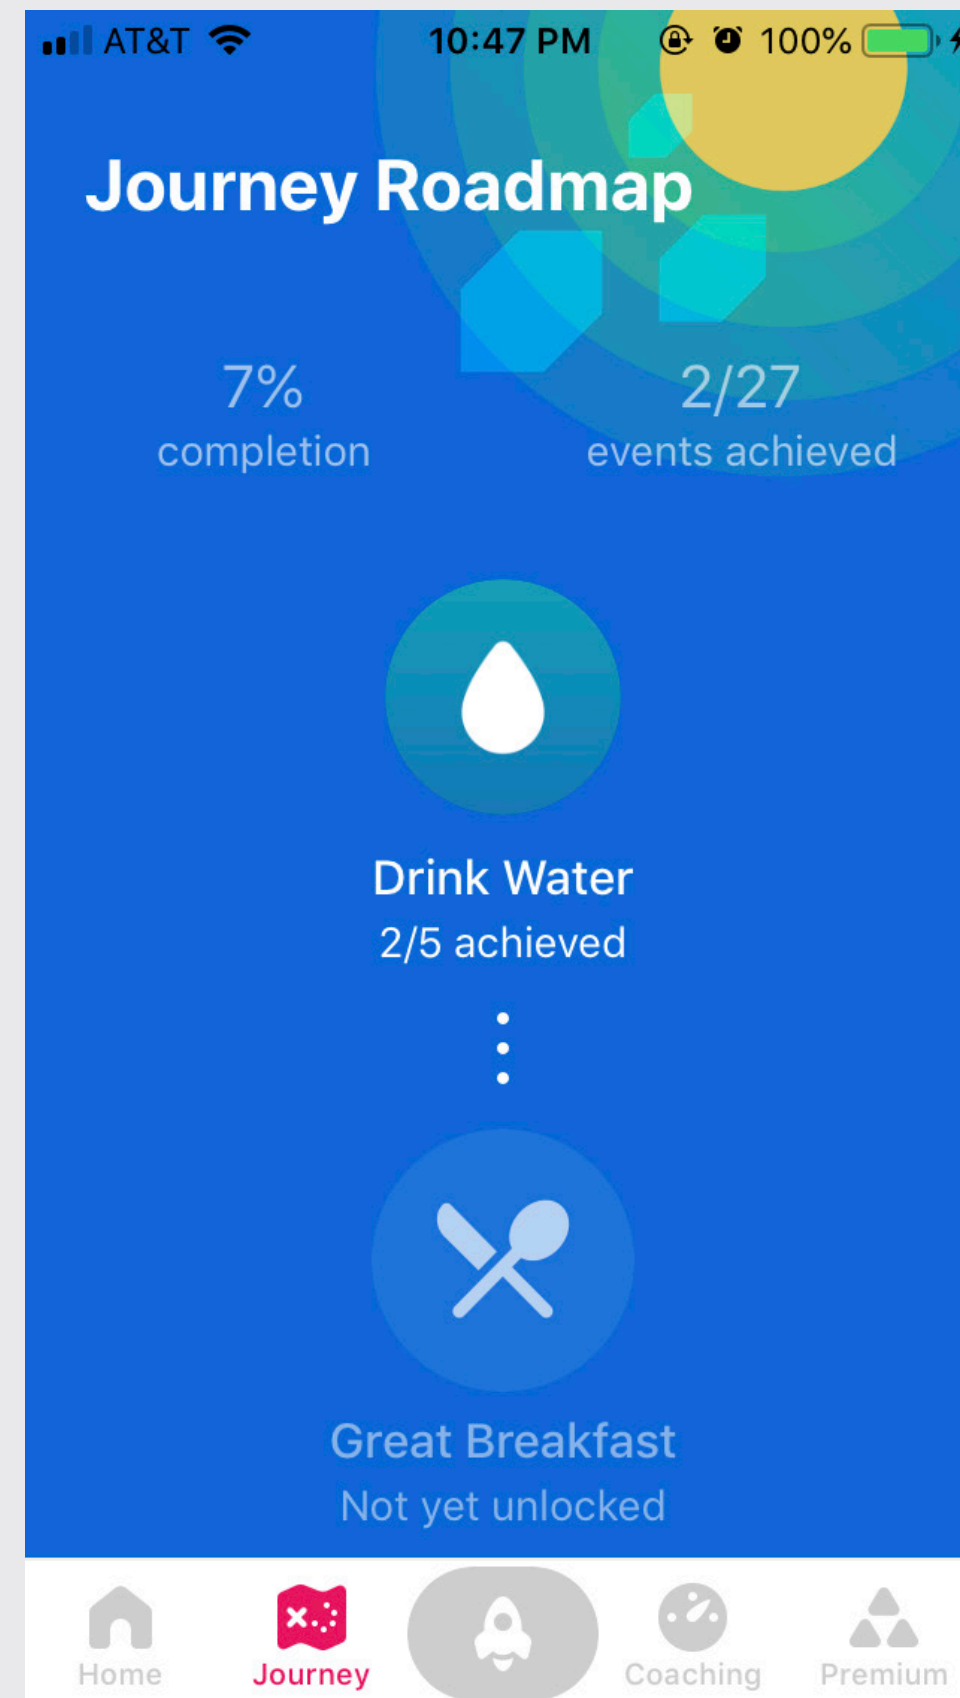 AT&T 10:47 PM 100%
Journey Roadmap
7% 2/27
completion events achieved
Drink Water
2/5 achieved
Great Breakfast
Not yet unlocked
Home Journey Coaching Premium